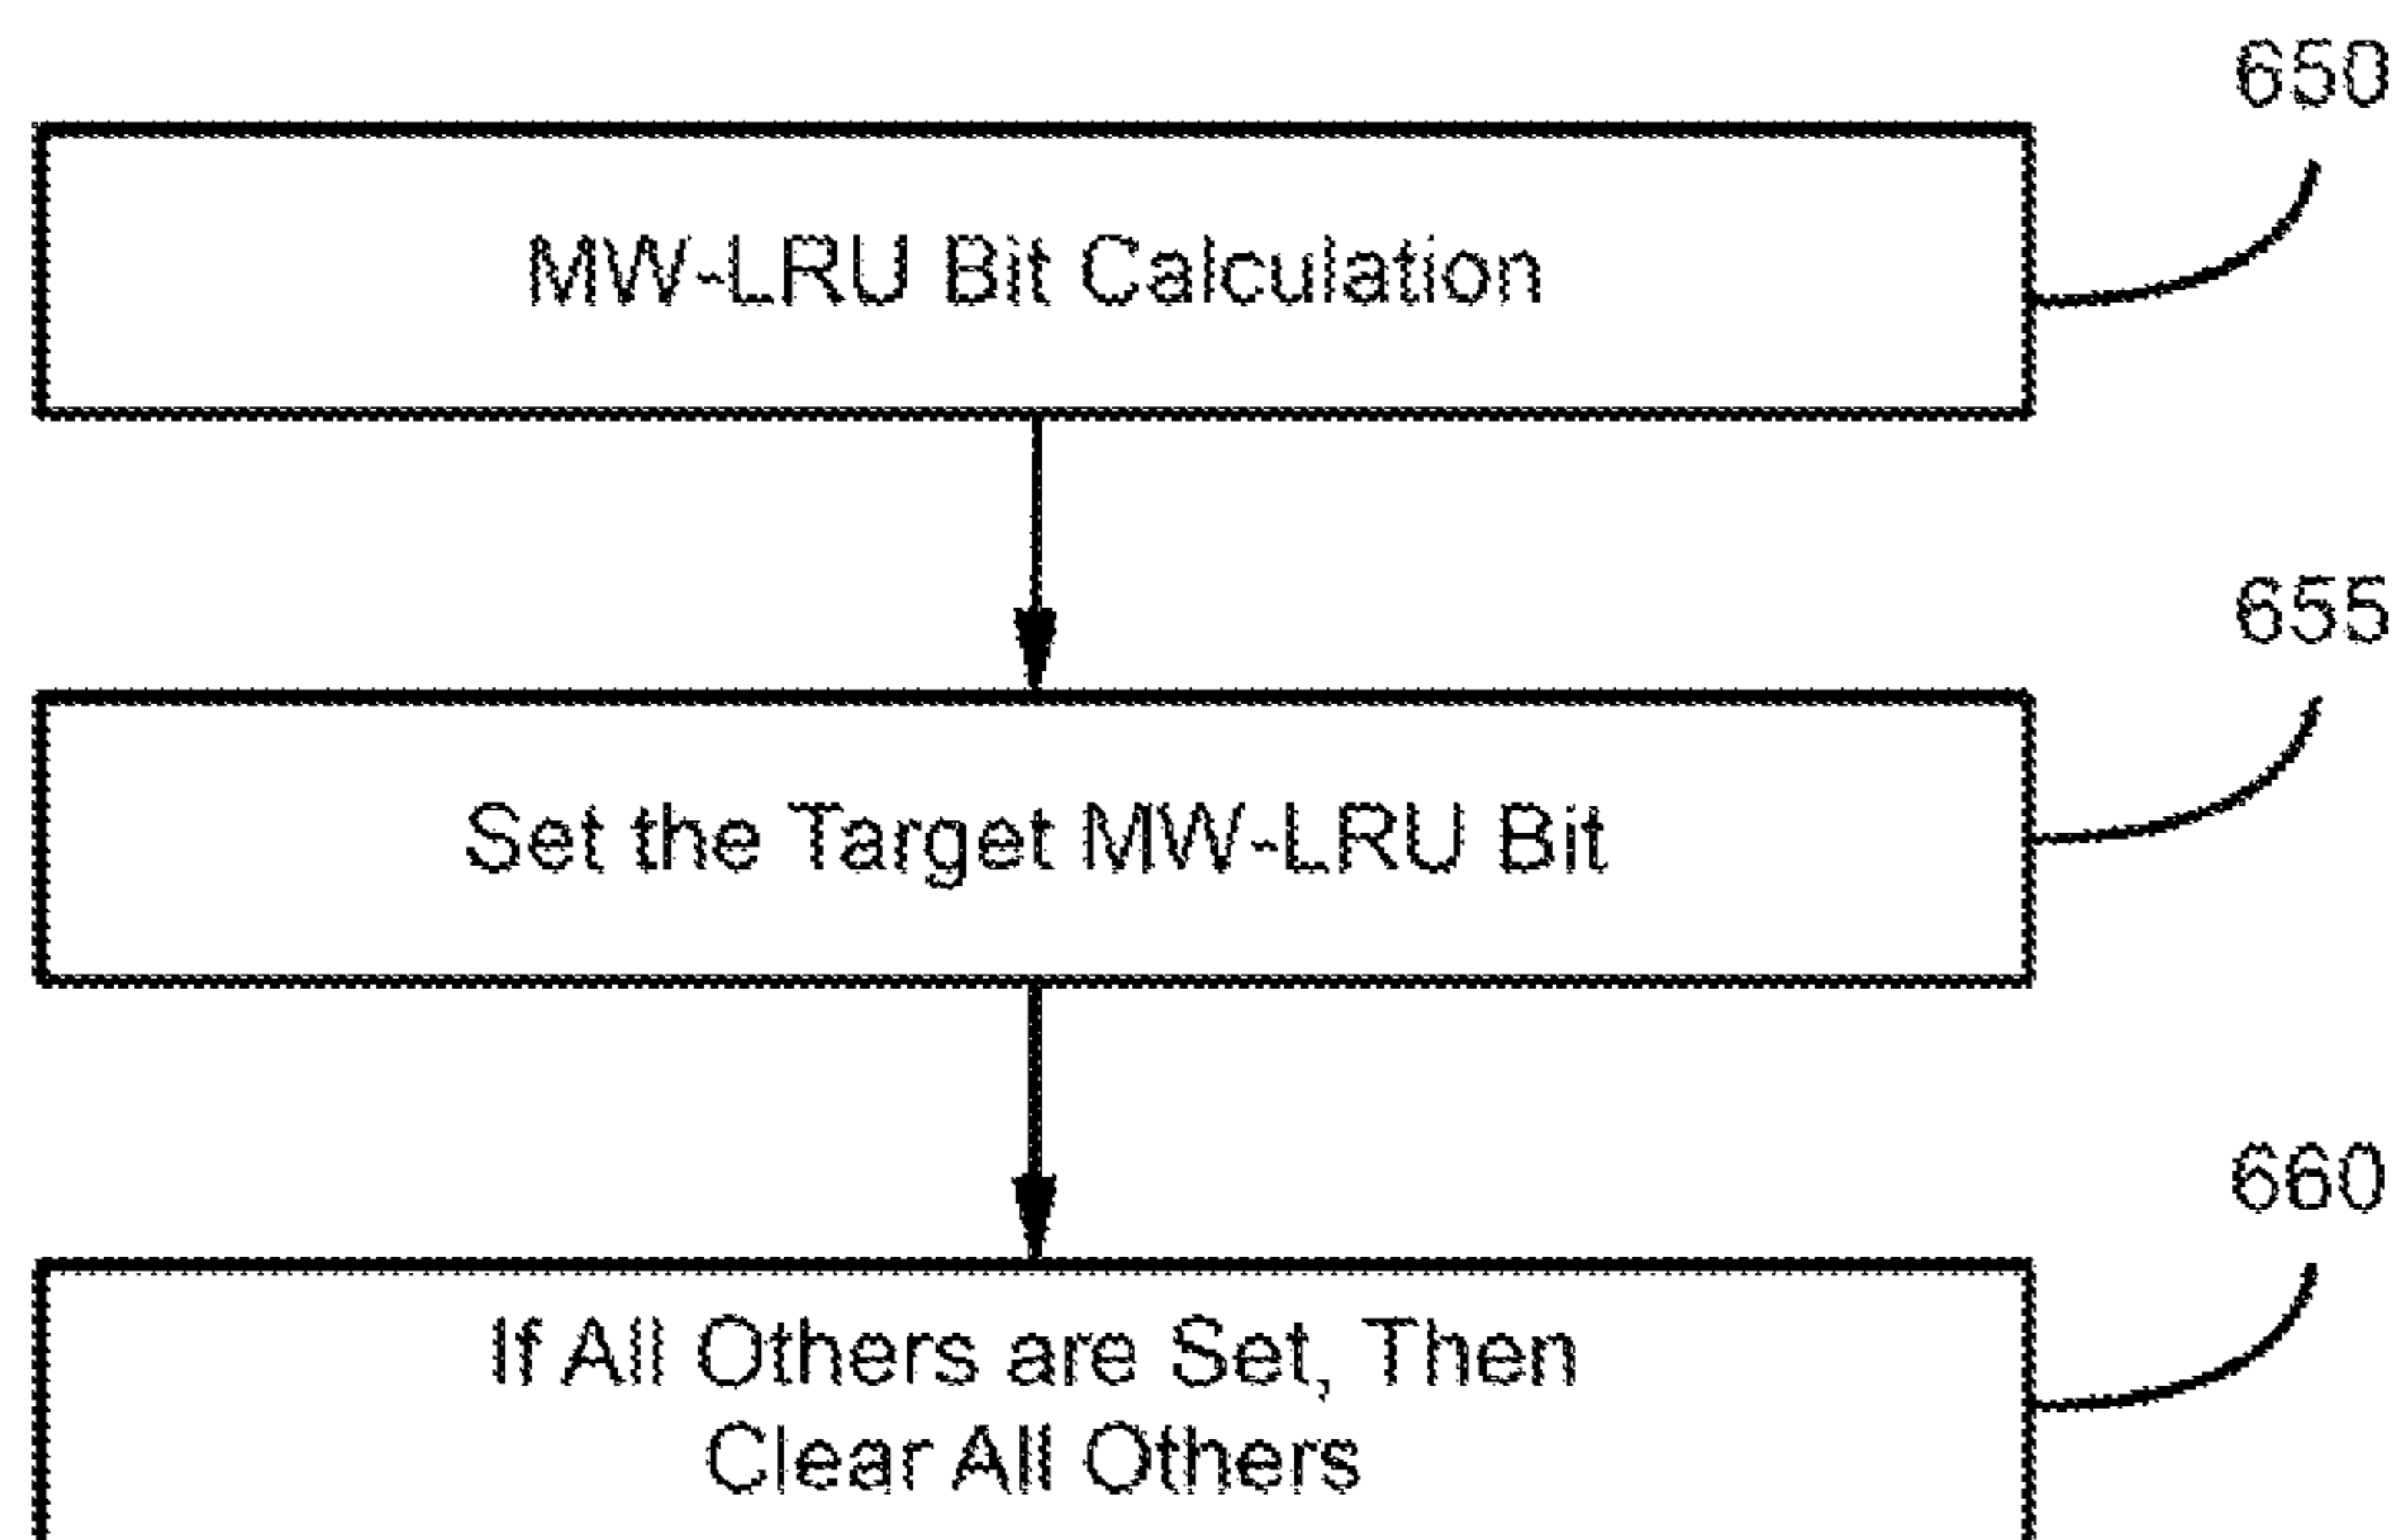 650
MW-LRU Bit Calculation
655
Set the Target MW-LRU Bit
660
If All Others are Set, Then
Clear All Others